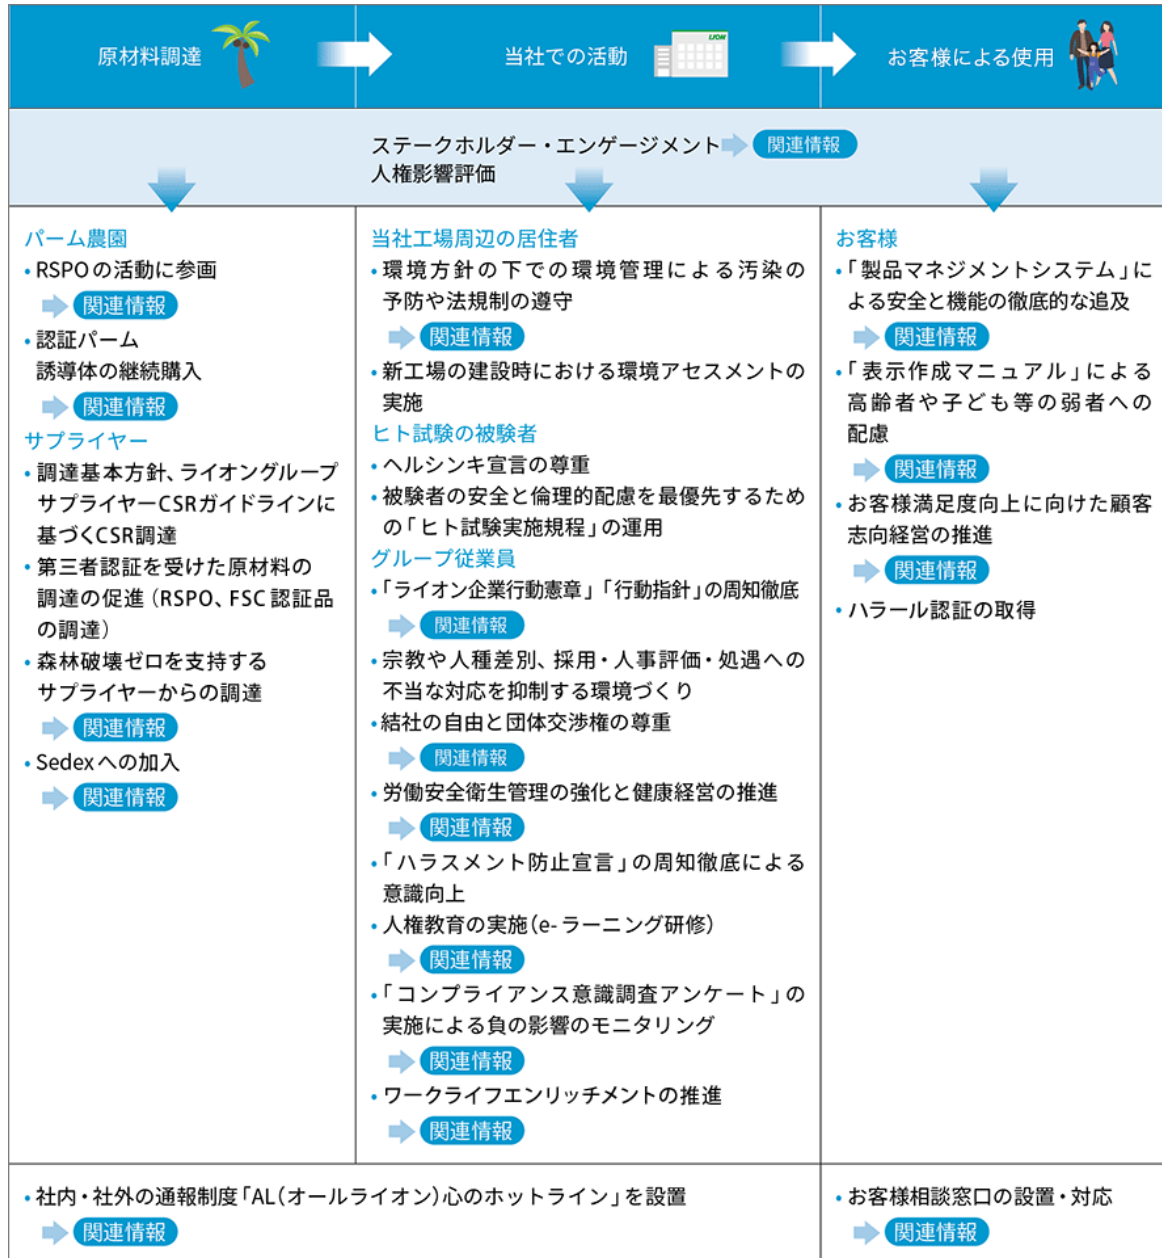 原材料調達
当社での活動
LION
お客様による使用
ステークホルダー・エンゲージメント 関連情報
人権影響評価
パーム農園
・RSPOの活動に参画
関連情報
・認証パーム
誘導体の継続購入
関連情報
サプライヤー
・調達基本方針、ライオングループ
サプライヤーCSRガイドラインに
基づくCSR調達
・第三者認証を受けた原材料の
調達の促進（RSPO、FSC認証品
の調達）
・森林破壊ゼロを支持する
サプライヤーからの調達
関連情報
・Sedexへの加入
関連情報
当社工場周辺の居住者
・環境方針の下での環境管理による汚染の
予防や法規制の遵守
関連情報
・新工場の建設時における環境アセスメントの
実施
ヒト試験の被験者
・ヘルシンキ宣言の尊重
・被験者の安全と倫理的配慮を最優先するため
の「ヒト試験実施規程」の運用
グループ従業員
・「ライオン企業行動憲章」「行動指針」の周知徹底
関連情報
・宗教や人種差別、採用・人事評価・処遇への
不当な対応を抑制する環境づくり
・結社の自由と団体交渉権の尊重
関連情報
・労働安全衛生管理の強化と健康経営の推進
関連情報
・「ハラスメント防止宣言」の周知徹底による
意識向上
・人権教育の実施（e-ラーニング研修）
関連情報
・「コンプライアンス意識調査アンケート」の
実施による負の影響のモニタリング
関連情報
・ワークライフエンリッチメントの推進
関連情報
お客様
・「製品マネジメントシステム」に
よる安全と機能の徹底的な追及
関連情報
・「表示作成マニュアル」による
高齢者や子ども等の弱者への
配慮
関連情報
・お客様満足度向上に向けた顧客
志向経営の推進
関連情報
・ハラール認証の取得
・社内・社外の通報制度「AL（オールライオン）心のホットライン」を設置
関連情報
・お客様相談窓口の設置・対応
関連情報